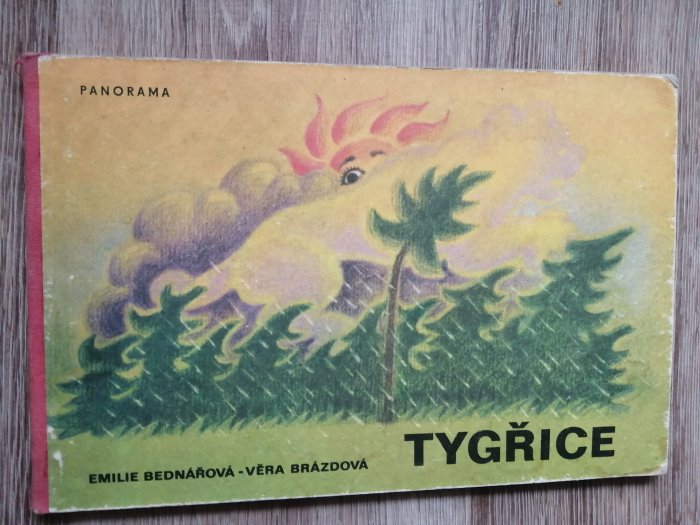 PANORAMA
TYGŘICE
EMILIE BEDNÁŘOVÁ - VĚRA BRÁZDOVÁ